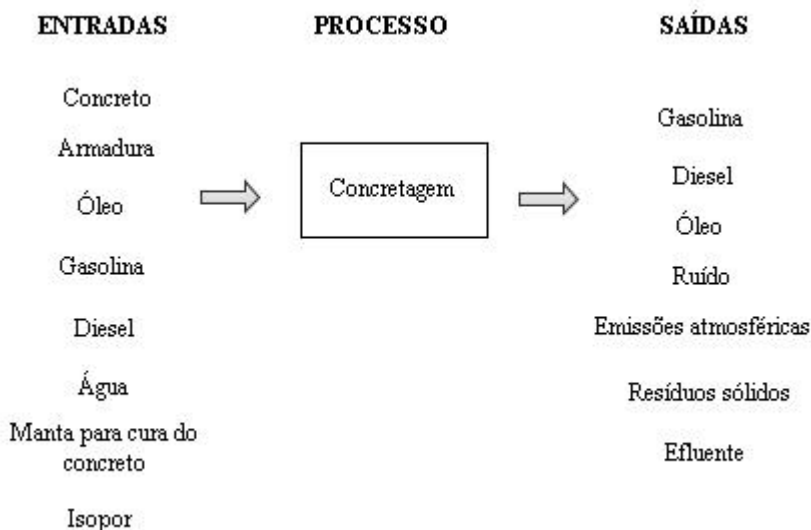 ENTRADAS
PROCESSO
SAÍDAS
Concreto
Armadura
Óleo
Gasolina
Diesel
Água
Manta para cura do
concreto
Isopor
Concretagem
Gasolina
Diesel
Óleo
Ruído
Emissões atmosféricas
Resíduos sólidos
Efluente